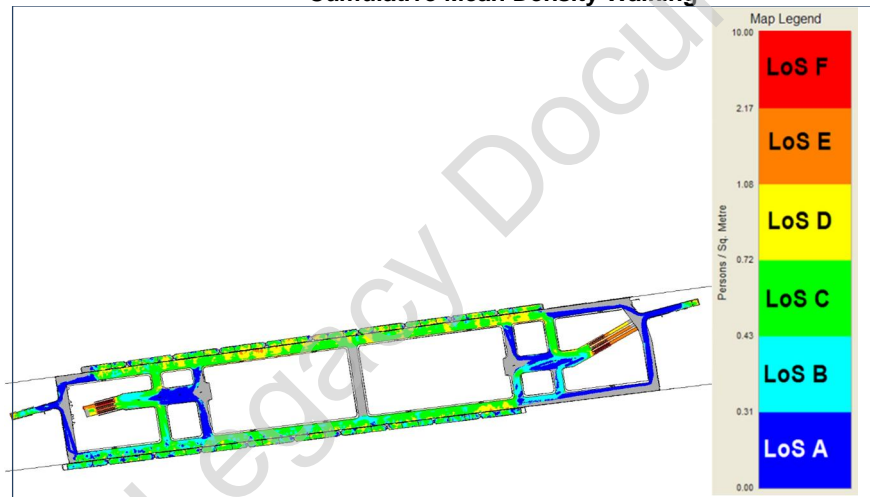 Cumulative Mean Density Walking
Map Legend
10.00
LoS F
2.17
LoS E
1.08
LoS D
0.72
LoS C
0.43
LoS B
0.31
LoS A
0.00
Persons / Sq. Metre
Legacy Docu